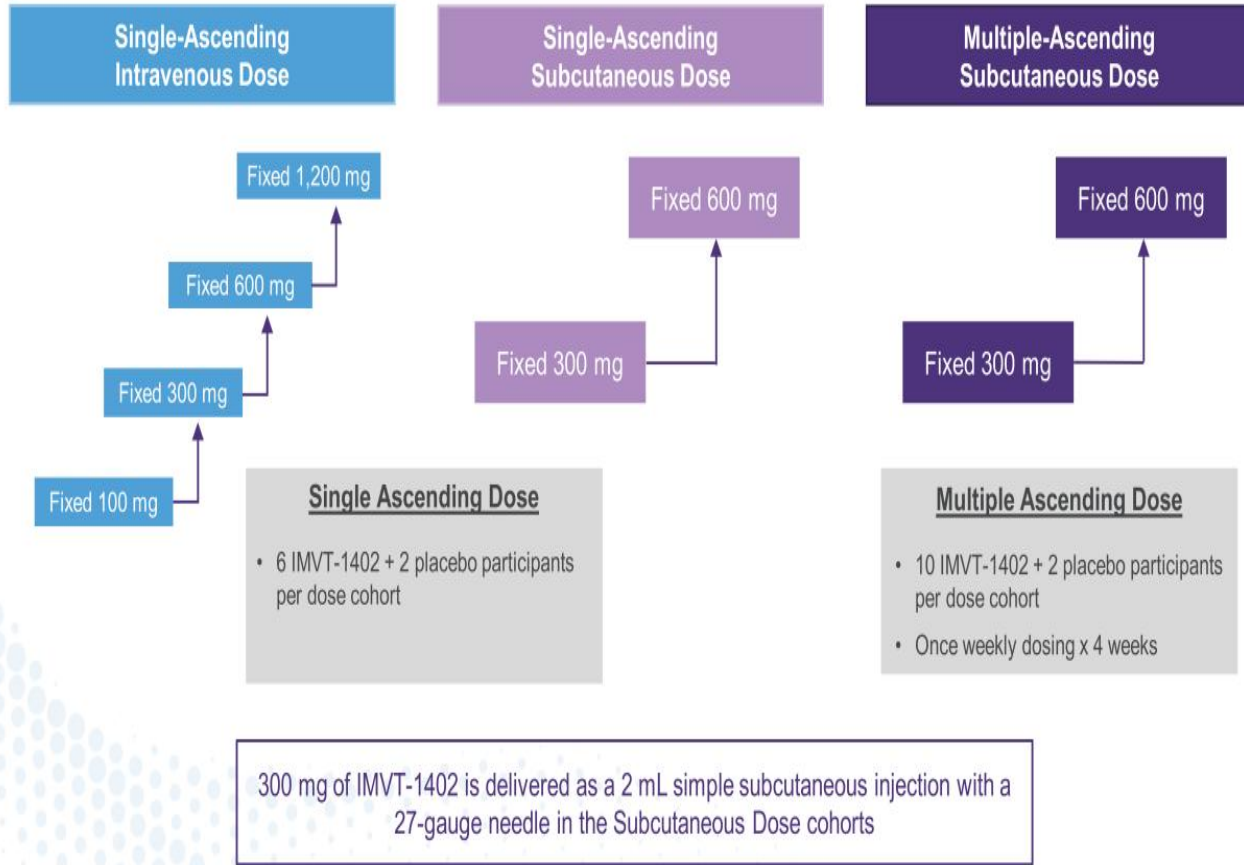 Single-Ascending
Intravenous Dose
Single-Ascending
Subcutaneous Dose
Multiple-Ascending
Subcutaneous Dose
Fixed 1,200 mg
Fixed 600 mg
Fixed 300 mg
Fixed 100 mg
Fixed 600 mg
Fixed 300 mg
Fixed 600 mg
Fixed 300 mg
Single Ascending Dose
• 6 IMVT-1402 + 2 placebo participants
per dose cohort
Multiple Ascending Dose
• 10 IMVT-1402 + 2 placebo participants
per dose cohort
• Once weekly dosing x 4 weeks
300 mg of IMVT-1402 is delivered as a 2 mL simple subcutaneous injection with a
27-gauge needle in the Subcutaneous Dose cohorts